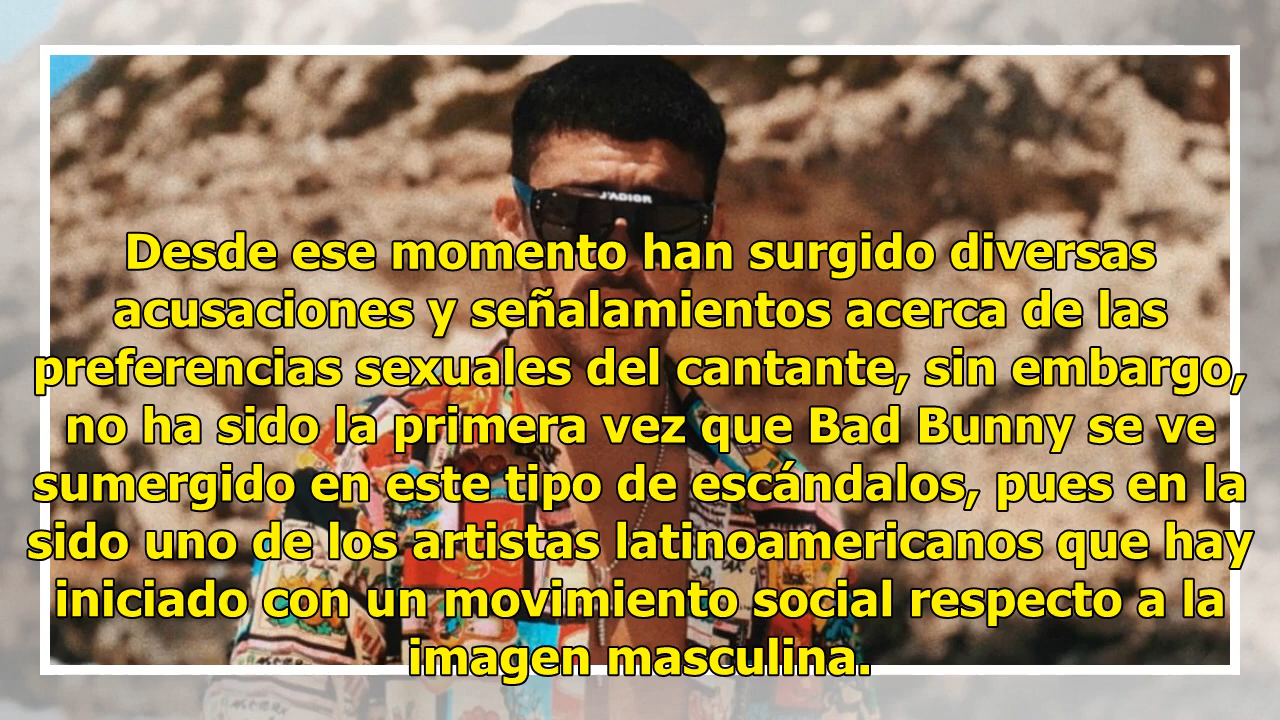 J'ADIOR
Desde ese momento han surgido diversas
acusaciones y señalamientos acerca de las
preferencias sexuales del cantante, sin embargo,
no ha sido la primera vez que Bad Bunny se ve
sumergido en este tipo de escándalos, pues en la
sido uno de los artistas latinoamericanos que hay
iniciado con un movimiento social respecto a la
imagen masculina.